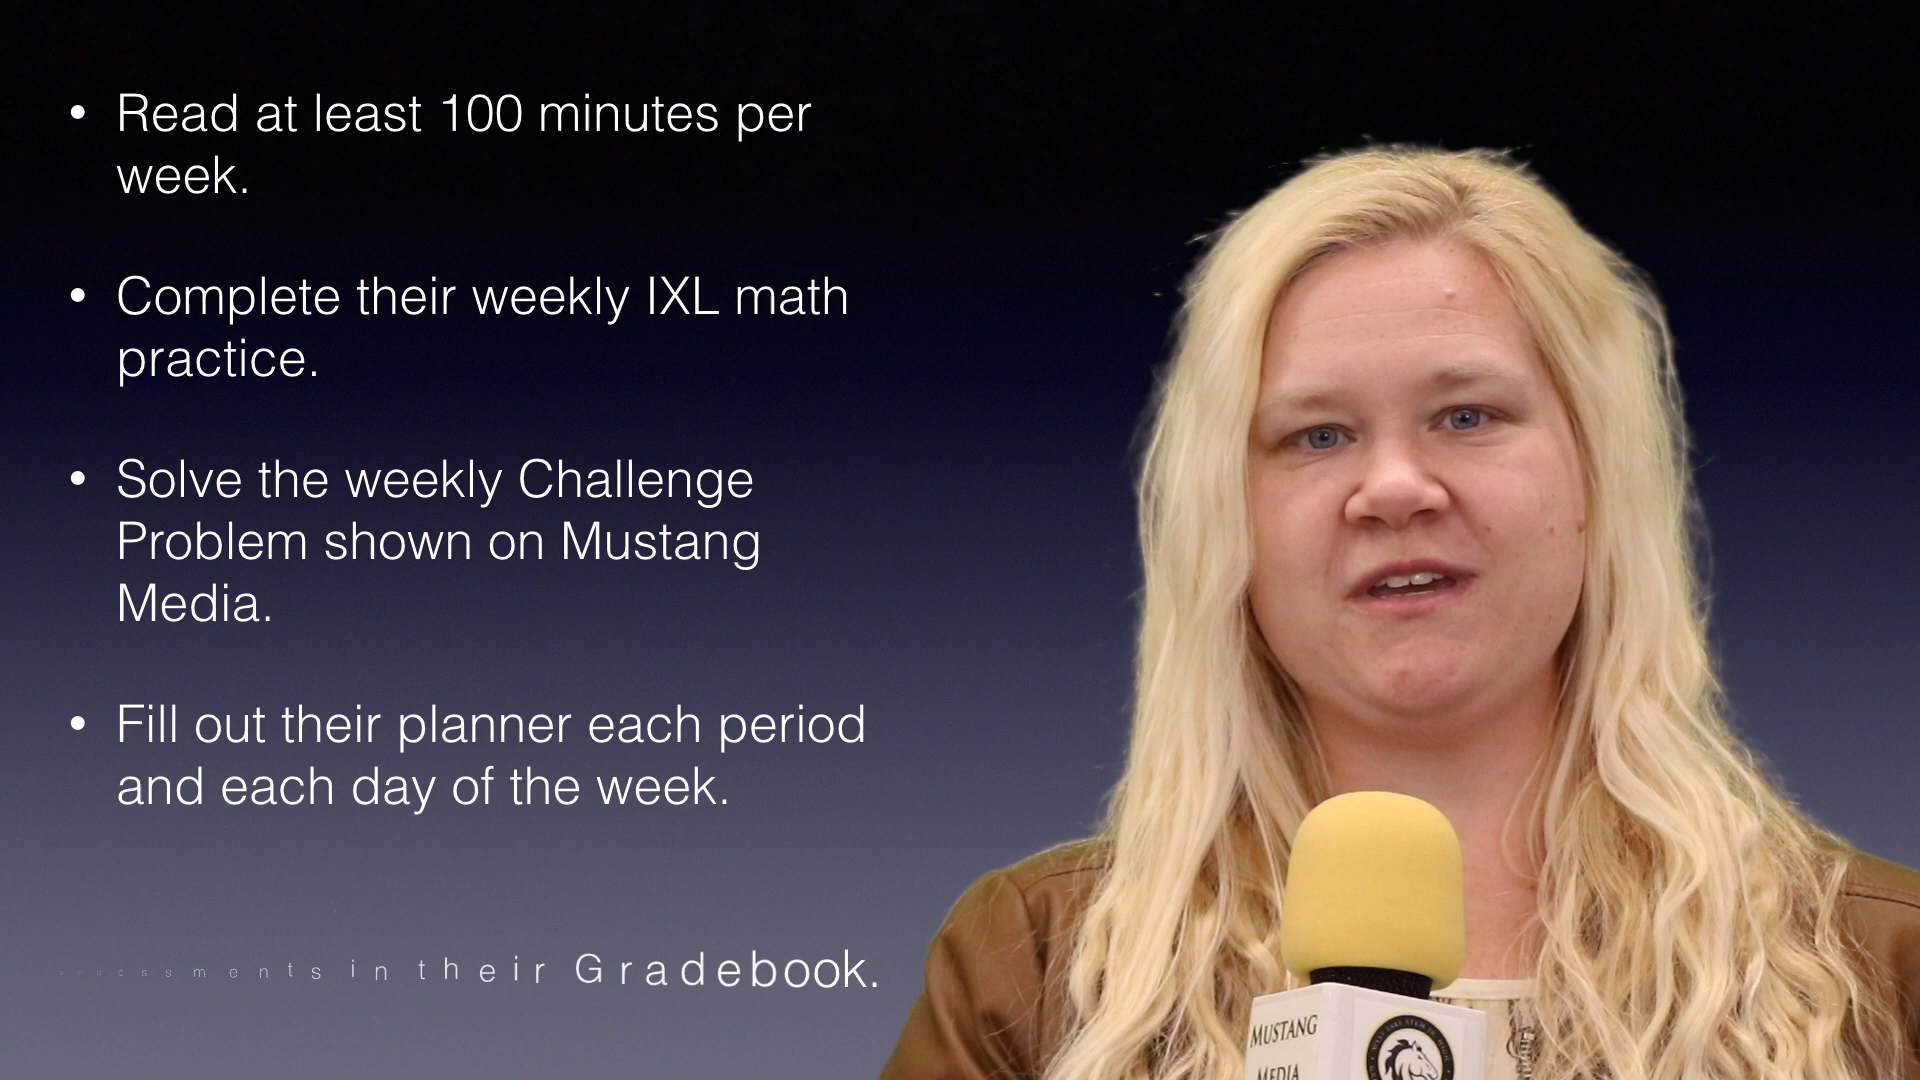 • Read at least 100 minutes per
week.
• Complete their weekly IXL math
practice.
• Solve the weekly Challenge
Problem shown on Mustang
Media.
• Fill out their planner each period
and each day of the week.
assessments in their Gradebook.
MUSTANG
MEDIA